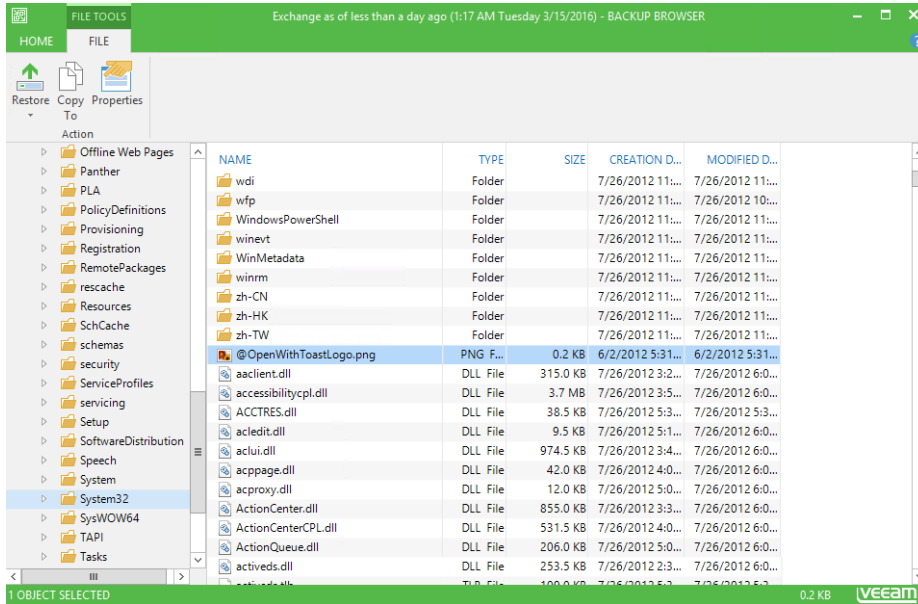 FILE TOOLS
Exchange as of less than a day ago (1:17 AM Tuesday 3/15/2016) - BACKUP BROWSER
HOME FILE
Restore Copy To Properties
Action
Offline Web Pages
Panther
PLA
PolicyDefinitions
Provisioning
Registration
RemotePackages
rescache
Resources
SchCache
schemas
security
ServiceProfiles
servicing
Setup
SoftwareDistribution
Speech
System
System32
SysWOW64
TAPI
Tasks
NAME TYPE SIZE CREATION D... MODIFIED D...
wdi Folder 7/26/2012 11:... 7/26/2012 11:...
wfp Folder 7/26/2012 11:... 7/26/2012 10:...
WindowsPowerShell Folder 7/26/2012 11:... 7/26/2012 11:...
winevt Folder 7/26/2012 11:... 7/26/2012 11:...
WinMetadata Folder 7/26/2012 11:... 7/26/2012 11:...
winrm Folder 7/26/2012 11:... 7/26/2012 11:...
zh-CN Folder 7/26/2012 11:... 7/26/2012 11:...
zh-HK Folder 7/26/2012 11:... 7/26/2012 11:...
zh-TW Folder 7/26/2012 11:... 7/26/2012 11:...
@OpenWithToastLogo.png PNG F... 0.2 KB 6/2/2012 5:31... 6/2/2012 5:31...
aaclient.dll DLL File 315.0 KB 7/26/2012 3:2... 7/26/2012 6:0...
accessibilitycpl.dll DLL File 3.7 MB 7/26/2012 3:5... 7/26/2012 6:0...
ACCTRES.dll DLL File 38.5 KB 7/26/2012 5:3... 7/26/2012 5:3...
acledit.dll DLL File 9.5 KB 7/26/2012 5:1... 7/26/2012 6:0...
aclui.dll DLL File 974.5 KB 7/26/2012 3:4... 7/26/2012 6:0...
acppage.dll DLL File 42.0 KB 7/26/2012 4:0... 7/26/2012 6:0...
acproxy.dll DLL File 12.0 KB 7/26/2012 5:0... 7/26/2012 6:0...
ActionCenter.dll DLL File 855.0 KB 7/26/2012 3:3... 7/26/2012 6:0...
ActionCenterCPL.dll DLL File 531.5 KB 7/26/2012 4:0... 7/26/2012 6:0...
ActionQueue.dll DLL File 206.0 KB 7/26/2012 5:0... 7/26/2012 6:0...
activeds.dll DLL File 253.5 KB 7/26/2012 2:3... 7/26/2012 6:0...
1 OBJECT SELECTED 0.2 KB veeam